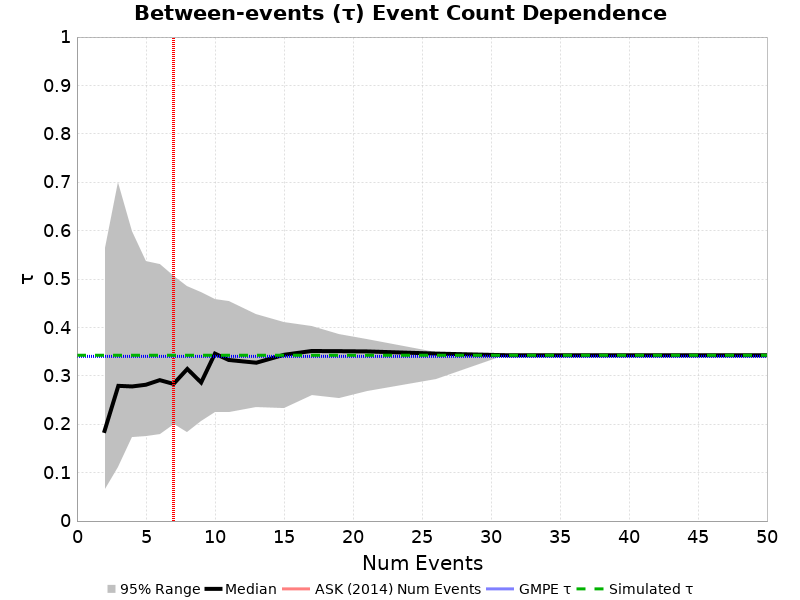 Between-events (τ) Event Count Dependence
1
0.9
0.8
0.7
0.6
0.5
0.4
0.3
0.2
0.1
0
τ
0 5 10 15 20 25 30 35 40 45 50
Num Events
95% Range Median ASK (2014) Num Events GMPE τ Simulated τ